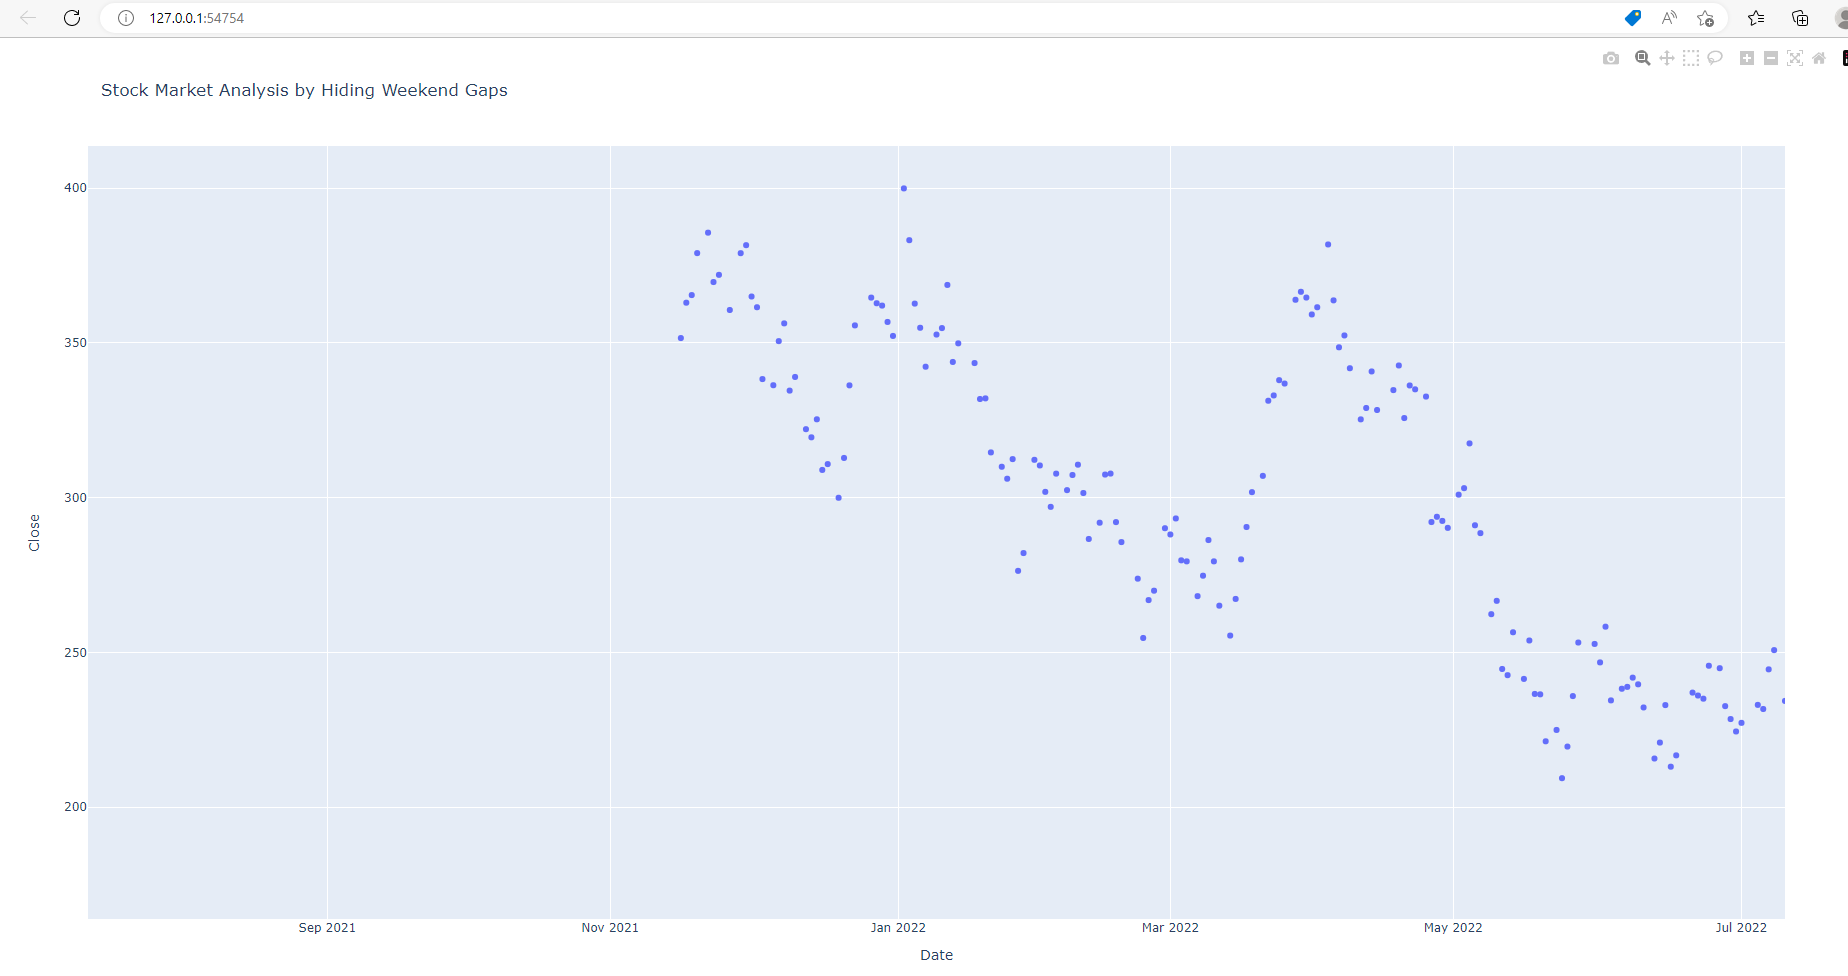 127.0.0.1:54754
Stock Market Analysis by Hiding Weekend Gaps
400
350
300
250
200
Close
Sep 2021
Nov 2021
Jan 2022
Mar 2022
May 2022
Jul 2022
Date